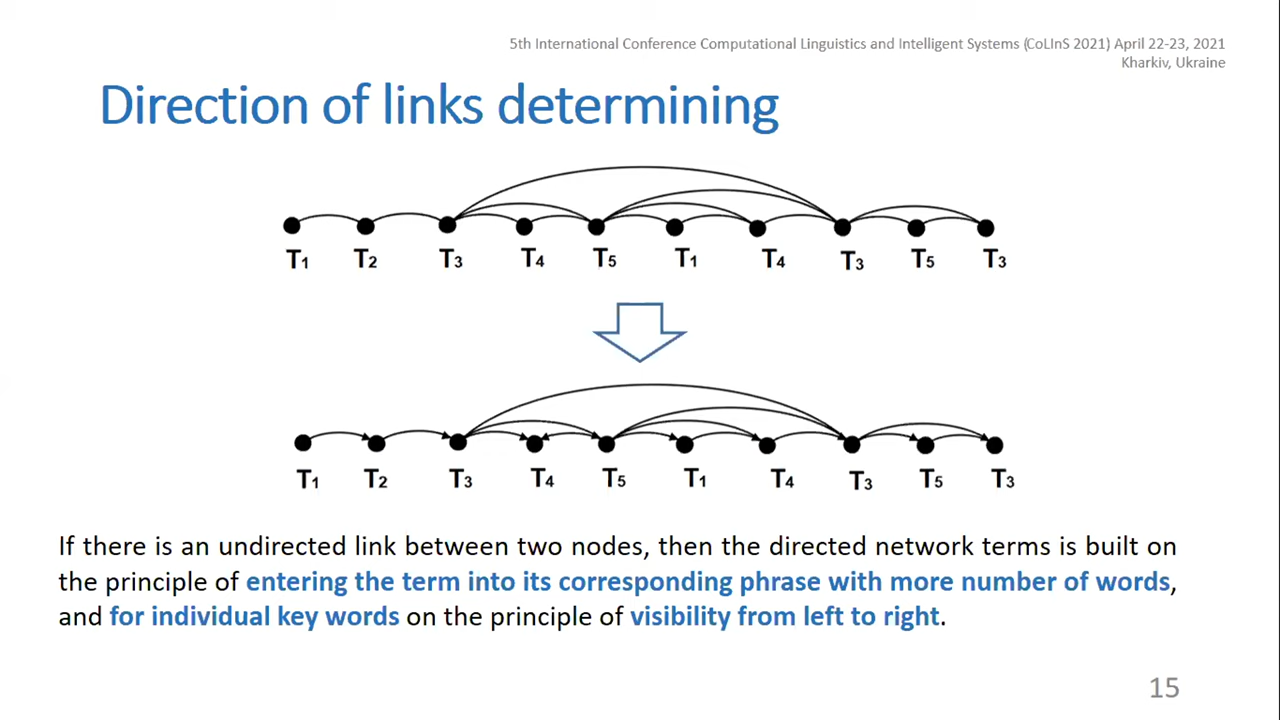 5th International Conference Computational Linguistics and Intelligent Systems (CoLInS 2021) April 22-23, 2021
Kharkiv, Ukraine
Direction of links determining
T₁ T₂ T₃ T₄ T₅ T₁ T₄ T₃ T₅ T₃
T₁ T₂ T₃ T₄ T₅ T₁ T₄ T₃ T₅ T₃
If there is an undirected link between two nodes, then the directed network terms is built on
the principle of entering the term into its corresponding phrase with more number of words,
and for individual key words on the principle of visibility from left to right.
15